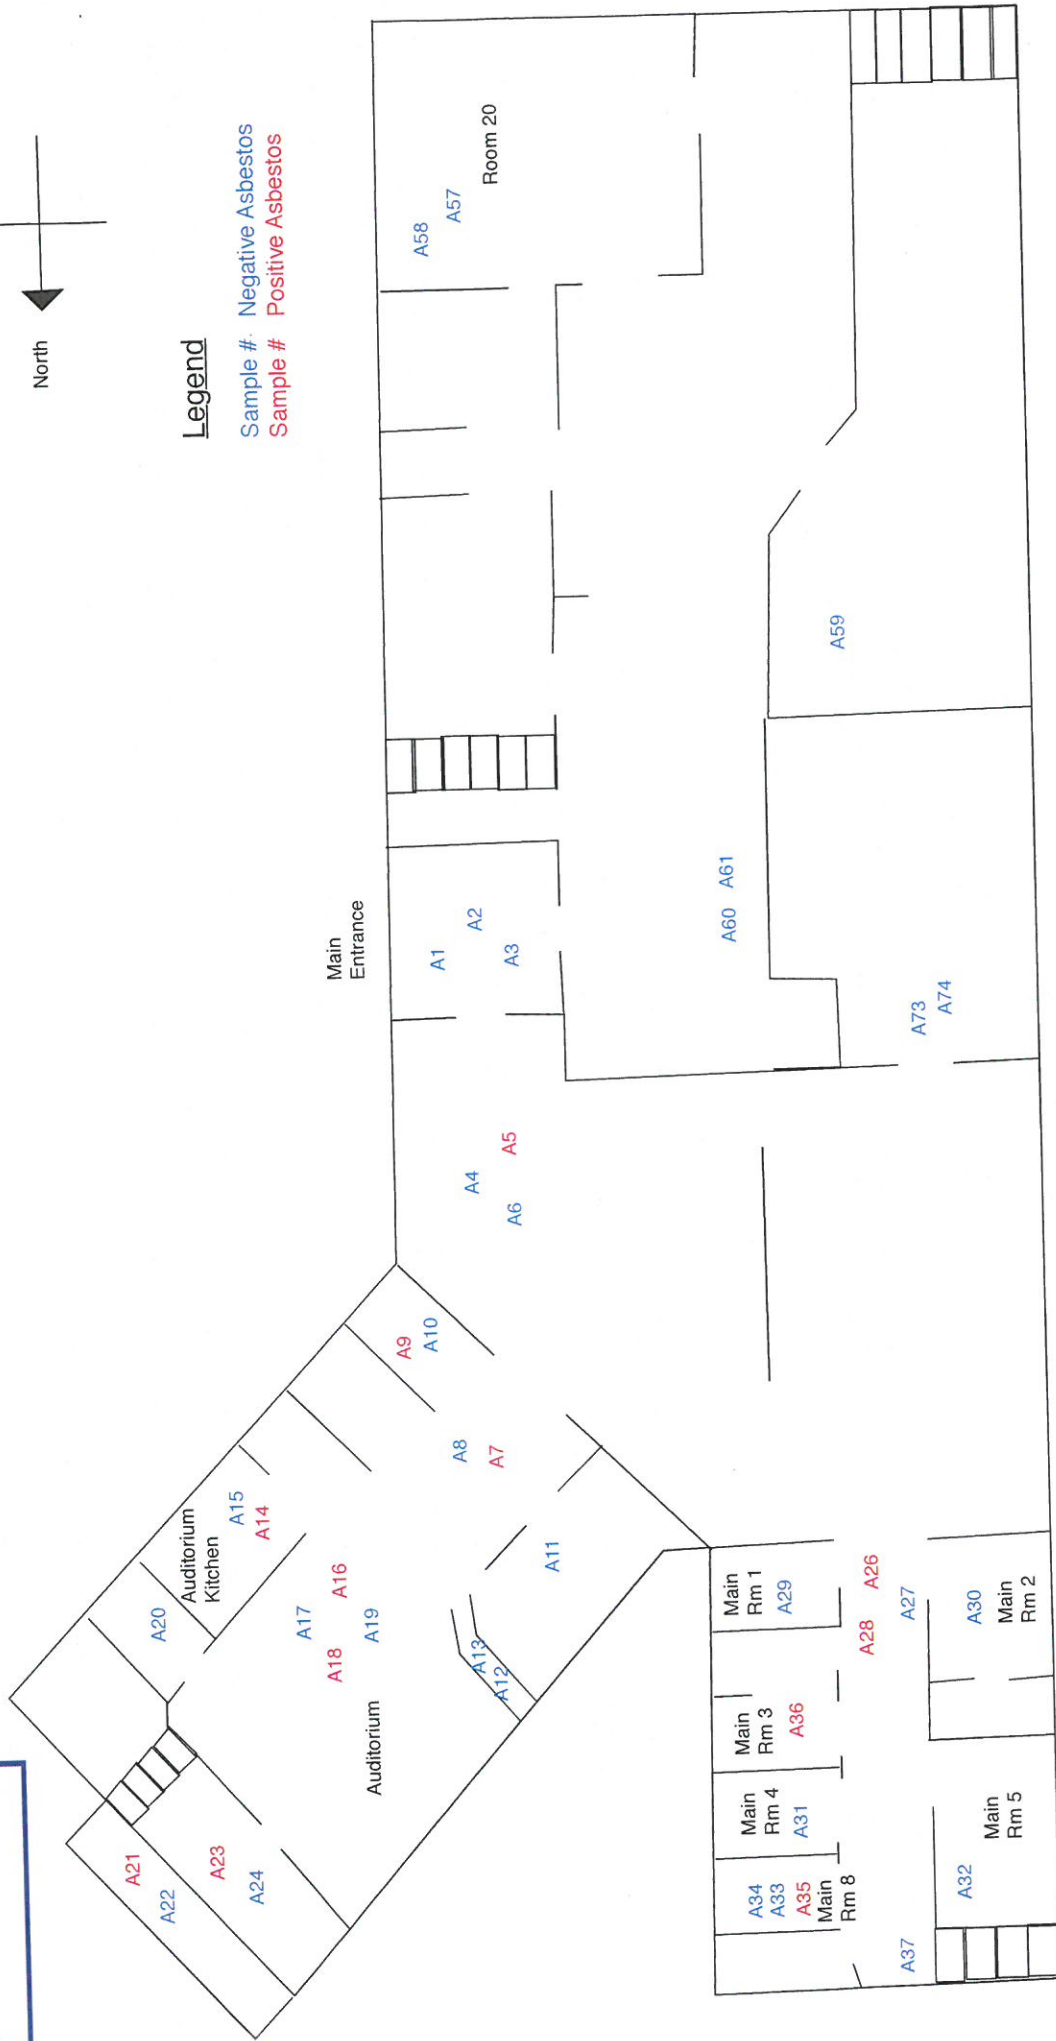 North
Legend
Sample # Negative Asbestos
Sample # Positive Asbestos
Room 20
A58
A57
Main
Entrance
A1
A2
A3
A59
A60
A61
A73
A74
A4
A5
A6
A9
A10
A8
A7
A11
A15
A14
Auditorium
Kitchen
A20
A17
A16
A18
A19
A13
A12
Auditorium
A21
A22
A23
A24
Main
Rm 1
A29
A26
A28
A27
A30
Main
Rm 2
Main
Rm 3
A36
Main
Rm 4
A31
Main
Rm 5
A32
A34
A33
A35
Main
Rm 8
A37